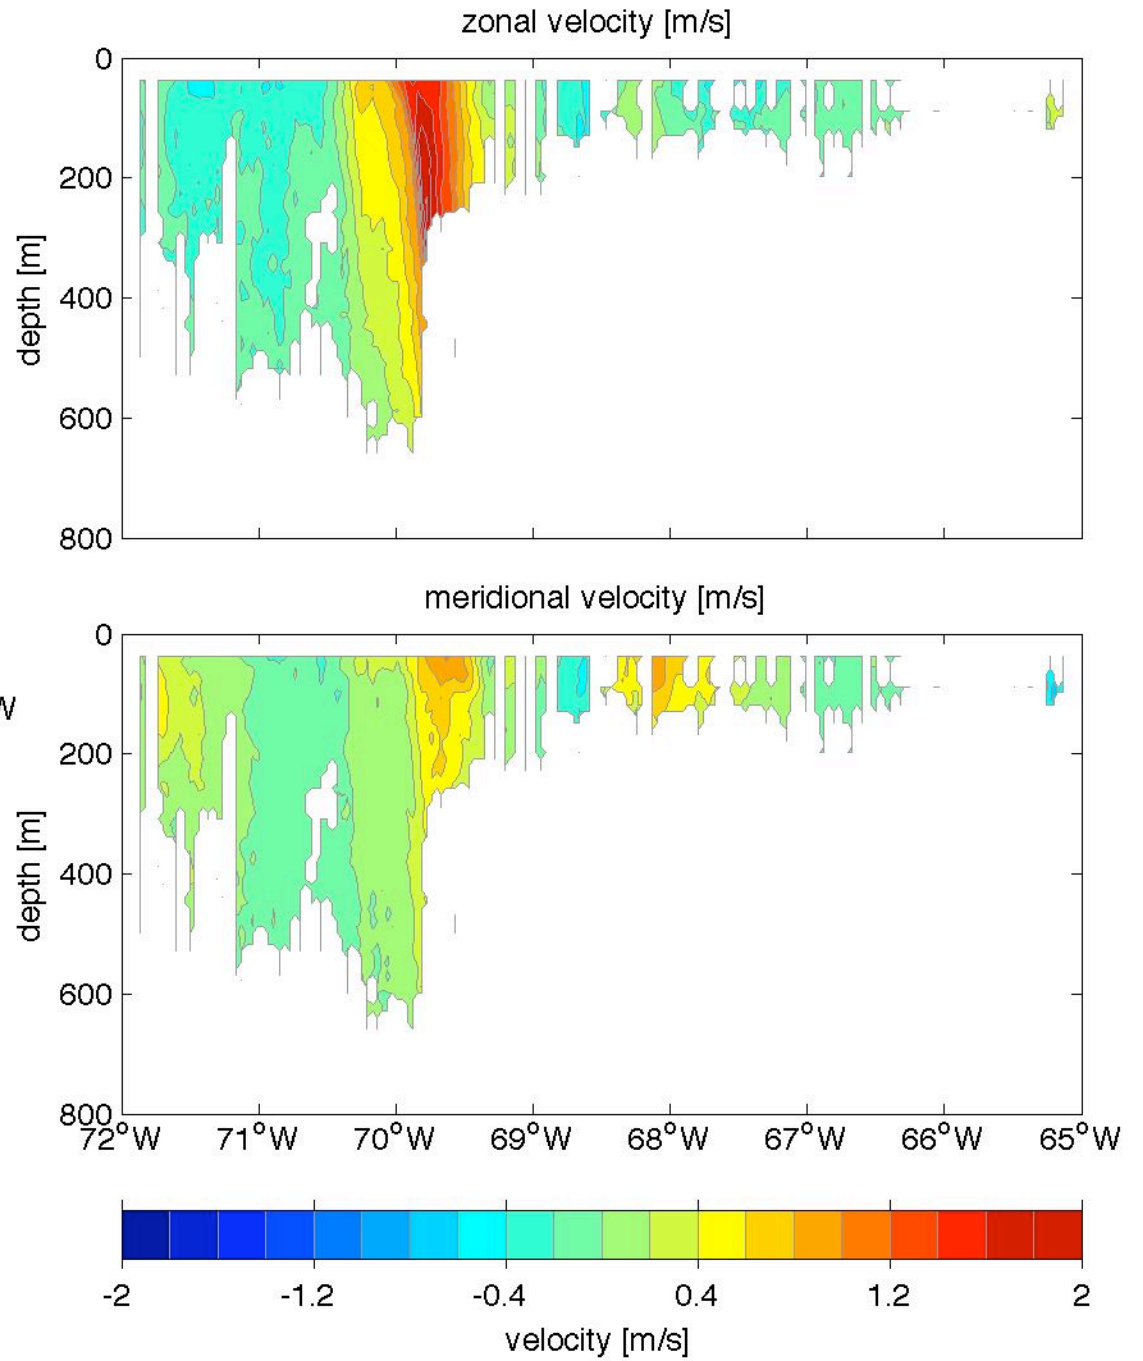 zonal velocity [m/s]
0
200
400
600
800
depth [m]
meridional velocity [m/s]
0
200
400
600
800
depth [m]
W
72°W 71°W 70°W 69°W 68°W 67°W 66°W 65°W
-2 -1.2 -0.4 0.4 1.2 2
velocity [m/s]